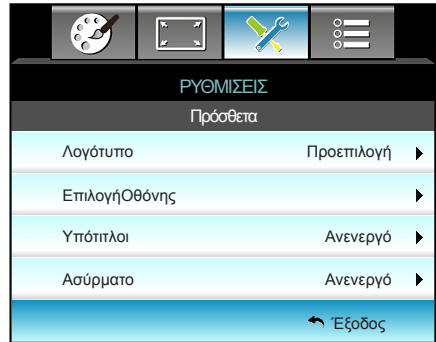 ΡΥΘΜΙΣΕΙΣ
Πρόσθετα
Λογότυπο Προεπιλογή
ΕπιλογήΟθόνης
Υπότιτλοι Ανενεργό
Ασύρματο Ανενεργό
Έξοδος